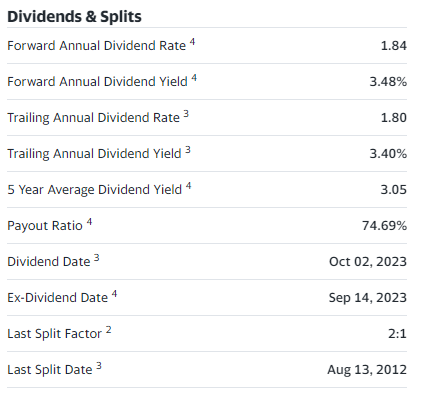 Dividends & Splits
Forward Annual Dividend Rate 4 1.84
Forward Annual Dividend Yield 4 3.48%
Trailing Annual Dividend Rate 3 1.80
Trailing Annual Dividend Yield 3 3.40%
5 Year Average Dividend Yield 4 3.05
Payout Ratio 4 74.69%
Dividend Date 3 Oct 02, 2023
Ex-Dividend Date 4 Sep 14, 2023
Last Split Factor 2 2:1
Last Split Date 3 Aug 13, 2012